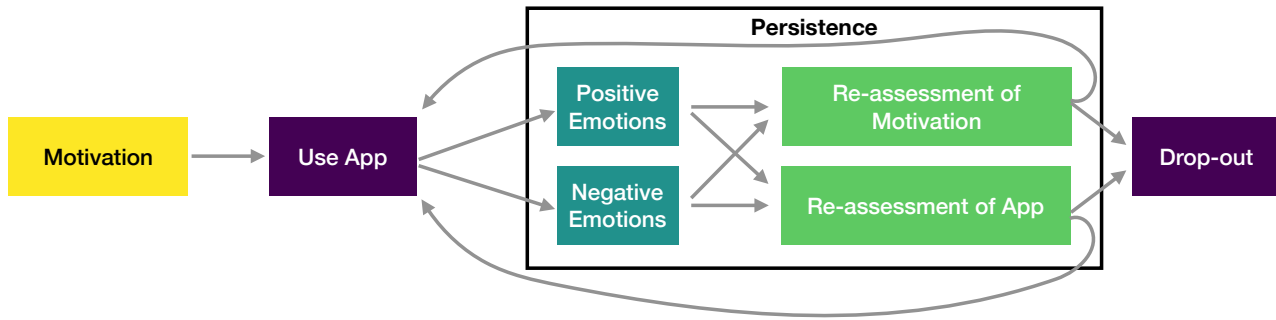 Persistence
Motivation
Use App
Positive
Emotions
Negative
Emotions
Re-assessment of
Motivation
Re-assessment of App
Drop-out